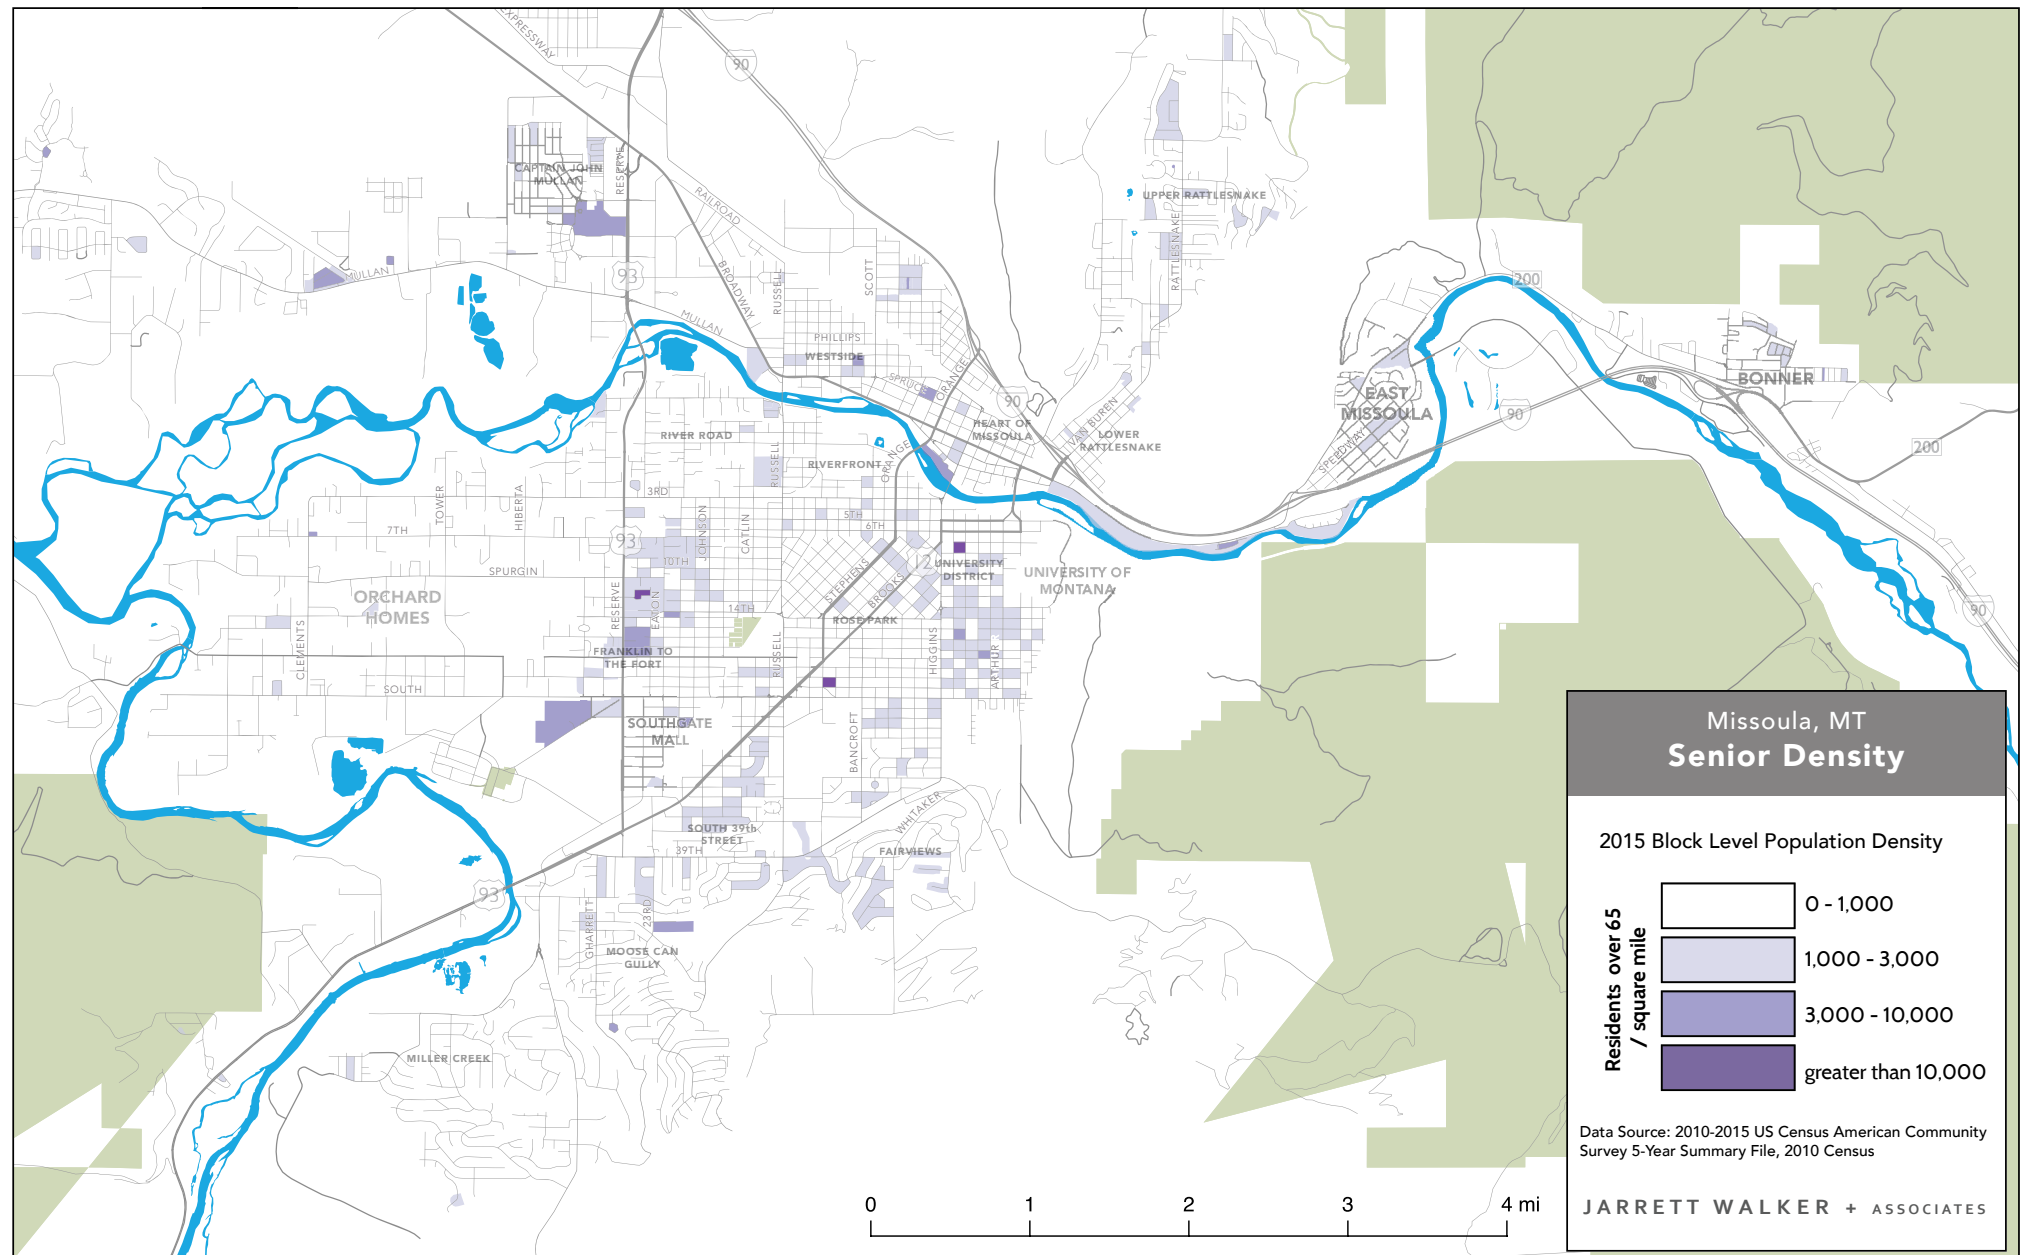 EXPRESSWAY
90
CAPTAIN JOHN
MULLAN
RESERVE
RAILROAD
UPPER RATTLESNAKE
RATTLESNAKE
MULLAN
93
BROADWAY
RUSSELL
SCOTT
200
MULLAN
PHILLIPS
WESTSIDE
SPRUCE
ORANGE
90
BONNER
EAST
MISSOULA
90
VAN BUREN
HEART OF
MISSOULA
LOWER
RATTLESNAKE
SPEEDWAY
200
RIVER ROAD
RUSSELL
RIVERFRONT
ORANGE
3RD
TOWER
HIBERTA
7TH
93
JOHNSON
CATLIN
5TH
6TH
10TH
12
UNIVERSITY
DISTRICT
UNIVERSITY OF
MONTANA
SPURGIN
ORCHARD
HOMES
RESERVE
EATON
14TH
STEPHENS
BROOKS
ROSE PARK
90
CLEMENTS
FRANKLIN TO
THE FORT
RUSSELL
HIGGINS
ARTHUR
SOUTH
SOUTHGATE
MALL
BANCROFT
WHITAKER
SOUTH 39th
STREET
39TH
FAIRVIEWS
93
GHARRETT
23RD
MOOSE CAN
GULLY
MILLER CREEK
Missoula, MT
Senior Density
2015 Block Level Population Density
Residents over 65
/ square mile
0 - 1,000
1,000 - 3,000
3,000 - 10,000
greater than 10,000
Data Source: 2010-2015 US Census American Community
Survey 5-Year Summary File, 2010 Census
JARRETT WALKER + ASSOCIATES
0 1 2 3 4 mi